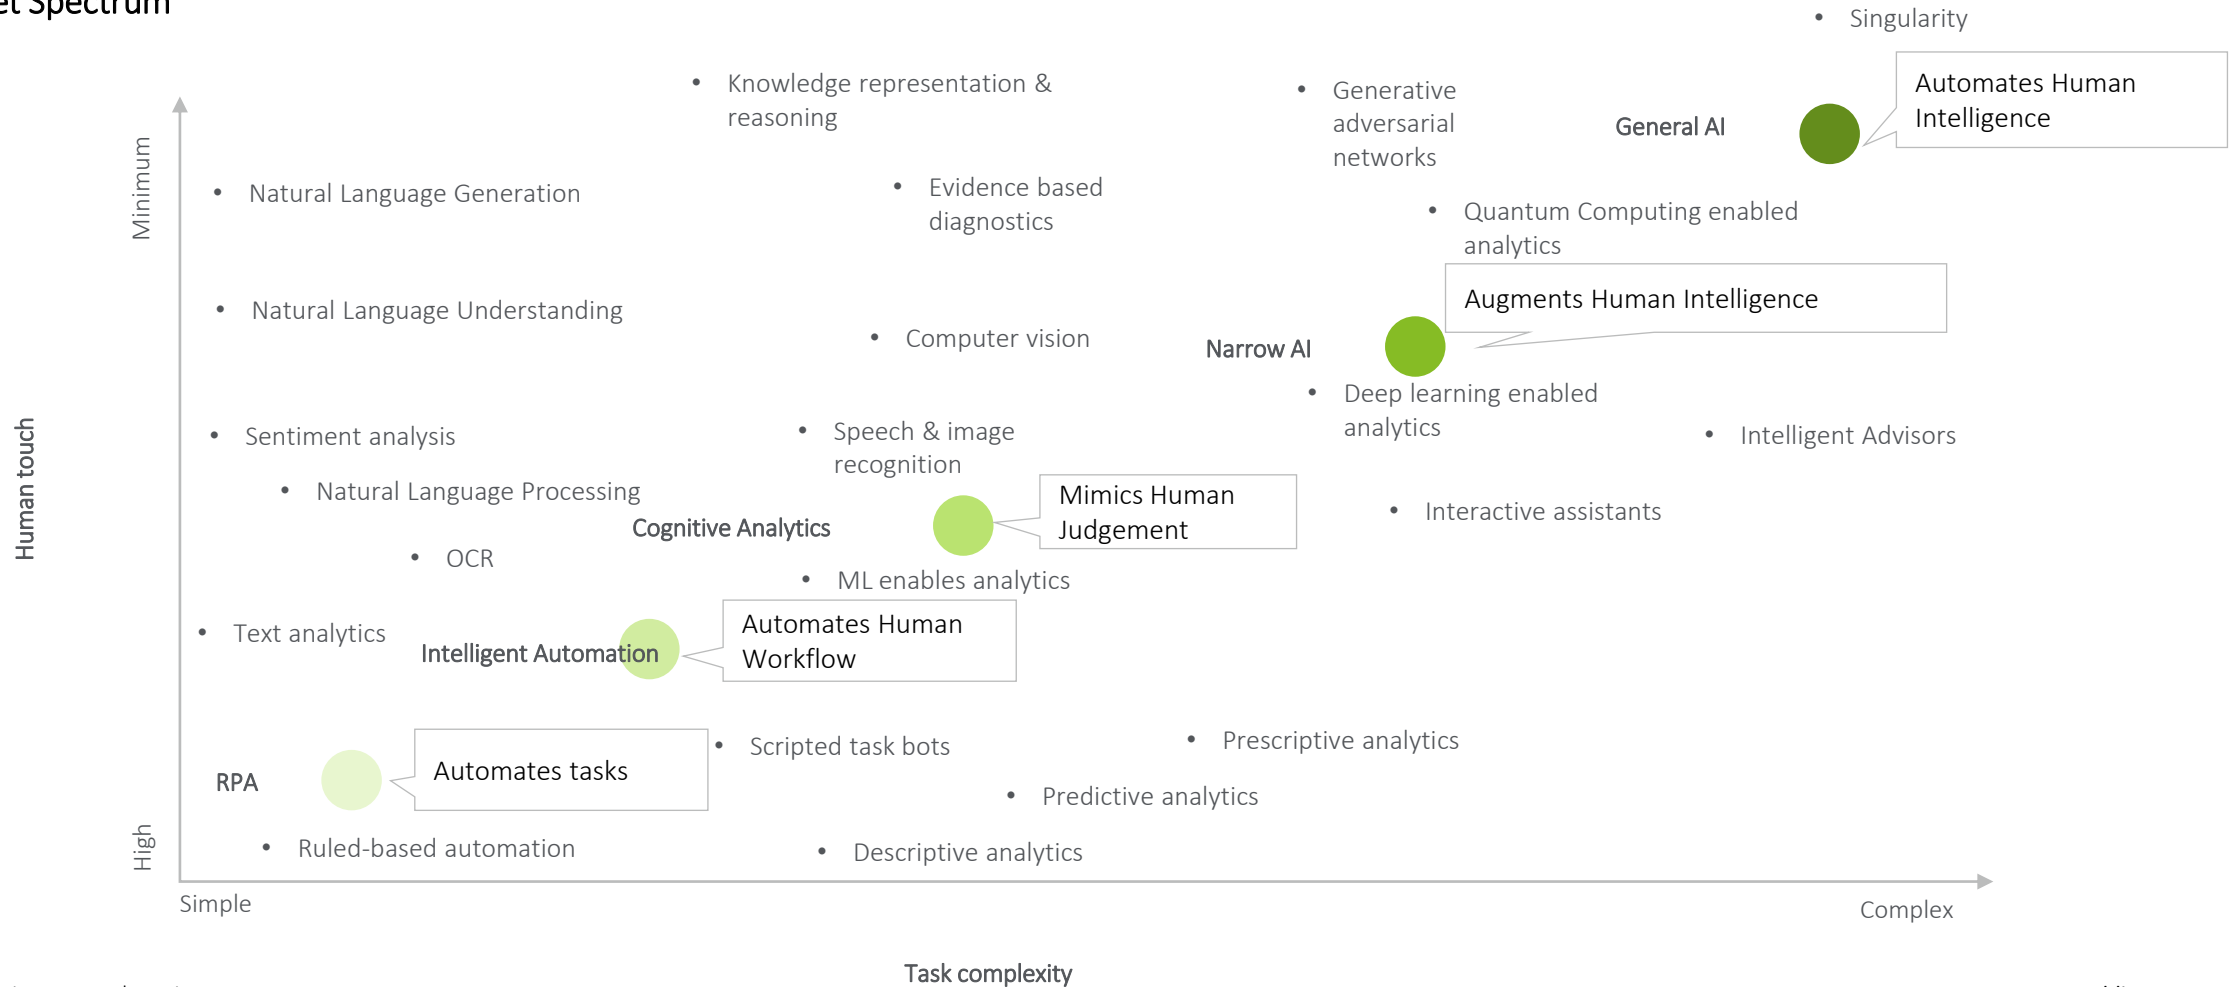 Spectrum
Singularity
Knowledge representation &
reasoning
Generative
adversarial
networks
General AI
Automates Human
Intelligence
Minimum
Natural Language Generation
Evidence based
diagnostics
Quantum Computing enabled
analytics
Augments Human Intelligence
Natural Language Understanding
Computer vision
Narrow AI
Deep learning enabled
analytics
Human touch
Sentiment analysis
Speech & image
recognition
Intelligent Advisors
Natural Language Processing
Cognitive Analytics
Mimics Human
Judgement
Interactive assistants
OCR
ML enables analytics
Text analytics
Intelligent Automation
Automates Human
Workflow
Scripted task bots
Prescriptive analytics
RPA
Automates tasks
Predictive analytics
High
Ruled-based automation
Descriptive analytics
Simple
Complex
Task complexity